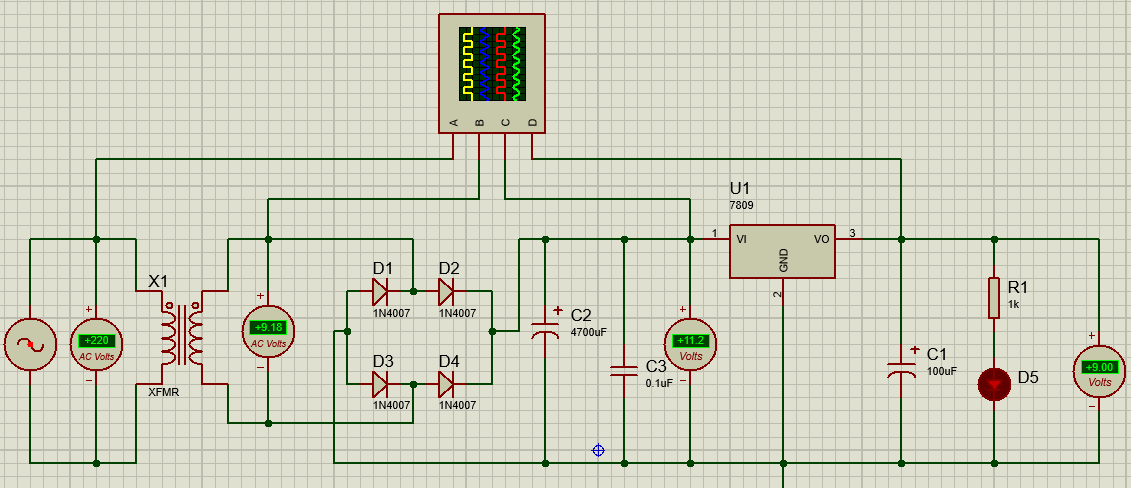 A B C D
U1
7809
1 VI VO 3
GND
2
X1
XFMR
+220
AC Volts
+9.18
AC Volts
D1 D2
1N4007 1N4007
D3 D4
1N4007 1N4007
C2
4700uF
C3
0.1uF
+11.2
Volts
C1
100uF
R1
1k
D5
+9.00
Volts